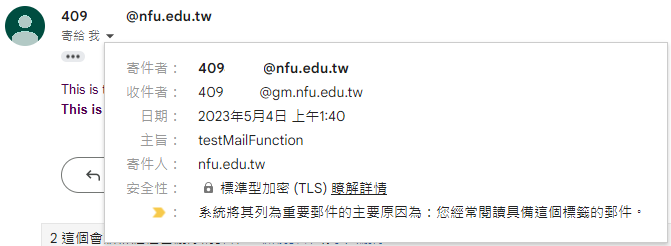 409 @nfu.edu.tw
寄給 我
寄件者： 409 @nfu.edu.tw
收件者： 409 @gm.nfu.edu.tw
日期： 2023年5月4日 上午1:40
主旨： testMailFunction
寄件人： nfu.edu.tw
安全性： 標準型加密 (TLS) 瞭解詳情
系統將其列為重要郵件的主要原因為：您經常閱讀具備這個標籤的郵件。
This is
This is
2 這個會